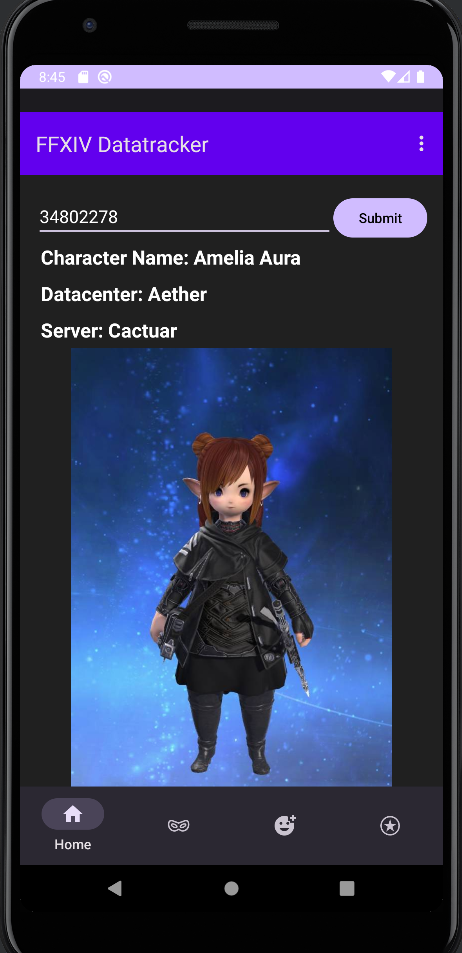 8:45
FFXIV Datatracker
34802278 Submit
Character Name: Amelia Aura
Datacenter: Aether
Server: Cactuar
Home